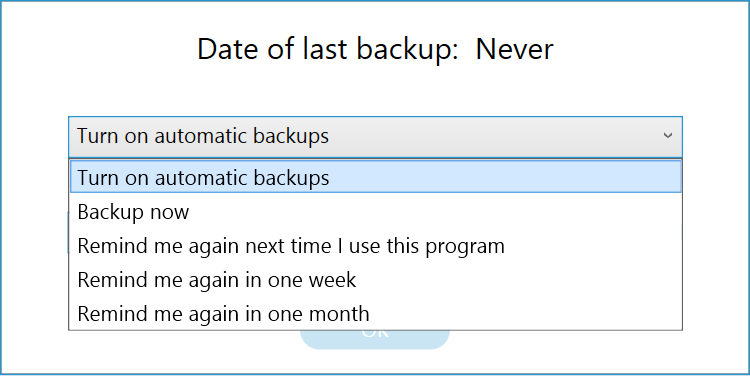 Date of last backup:  Never
Turn on automatic backups
Turn on automatic backups
Backup now
Remind me again next time I use this program
Remind me again in one week
Remind me again in one month
OK